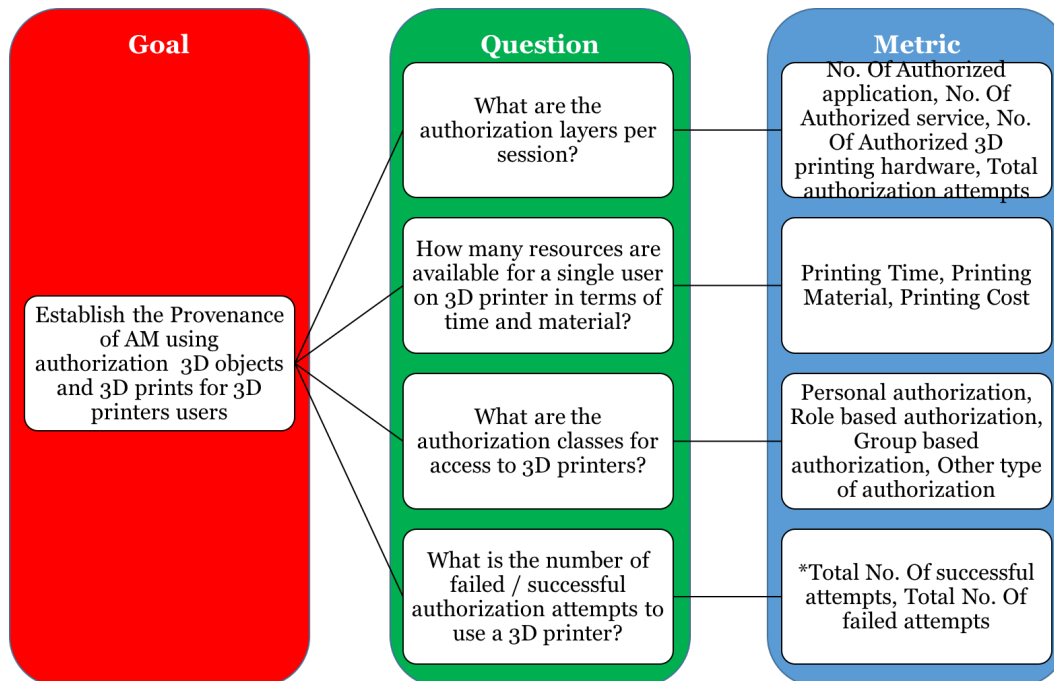 Goal
Establish the Provenance
of AM using
authorization  3D objects
and 3D prints for 3D
printers users
Question
What are the
authorization layers per
session?
How many resources are
available for a single user
on 3D printer in terms of
time and material?
What are the
authorization classes for
access to 3D printers?
What is the number of
failed / successful
authorization attempts to
use a 3D printer?
Metric
No. Of Authorized
application, No. Of
Authorized service, No.
Of Authorized 3D
printing hardware, Total
authorization attempts
Printing Time, Printing
Material, Printing Cost
Personal authorization,
Role based authorization,
Group based
authorization, Other type
of authorization
*Total No. Of successful
attempts, Total No. Of
failed attempts